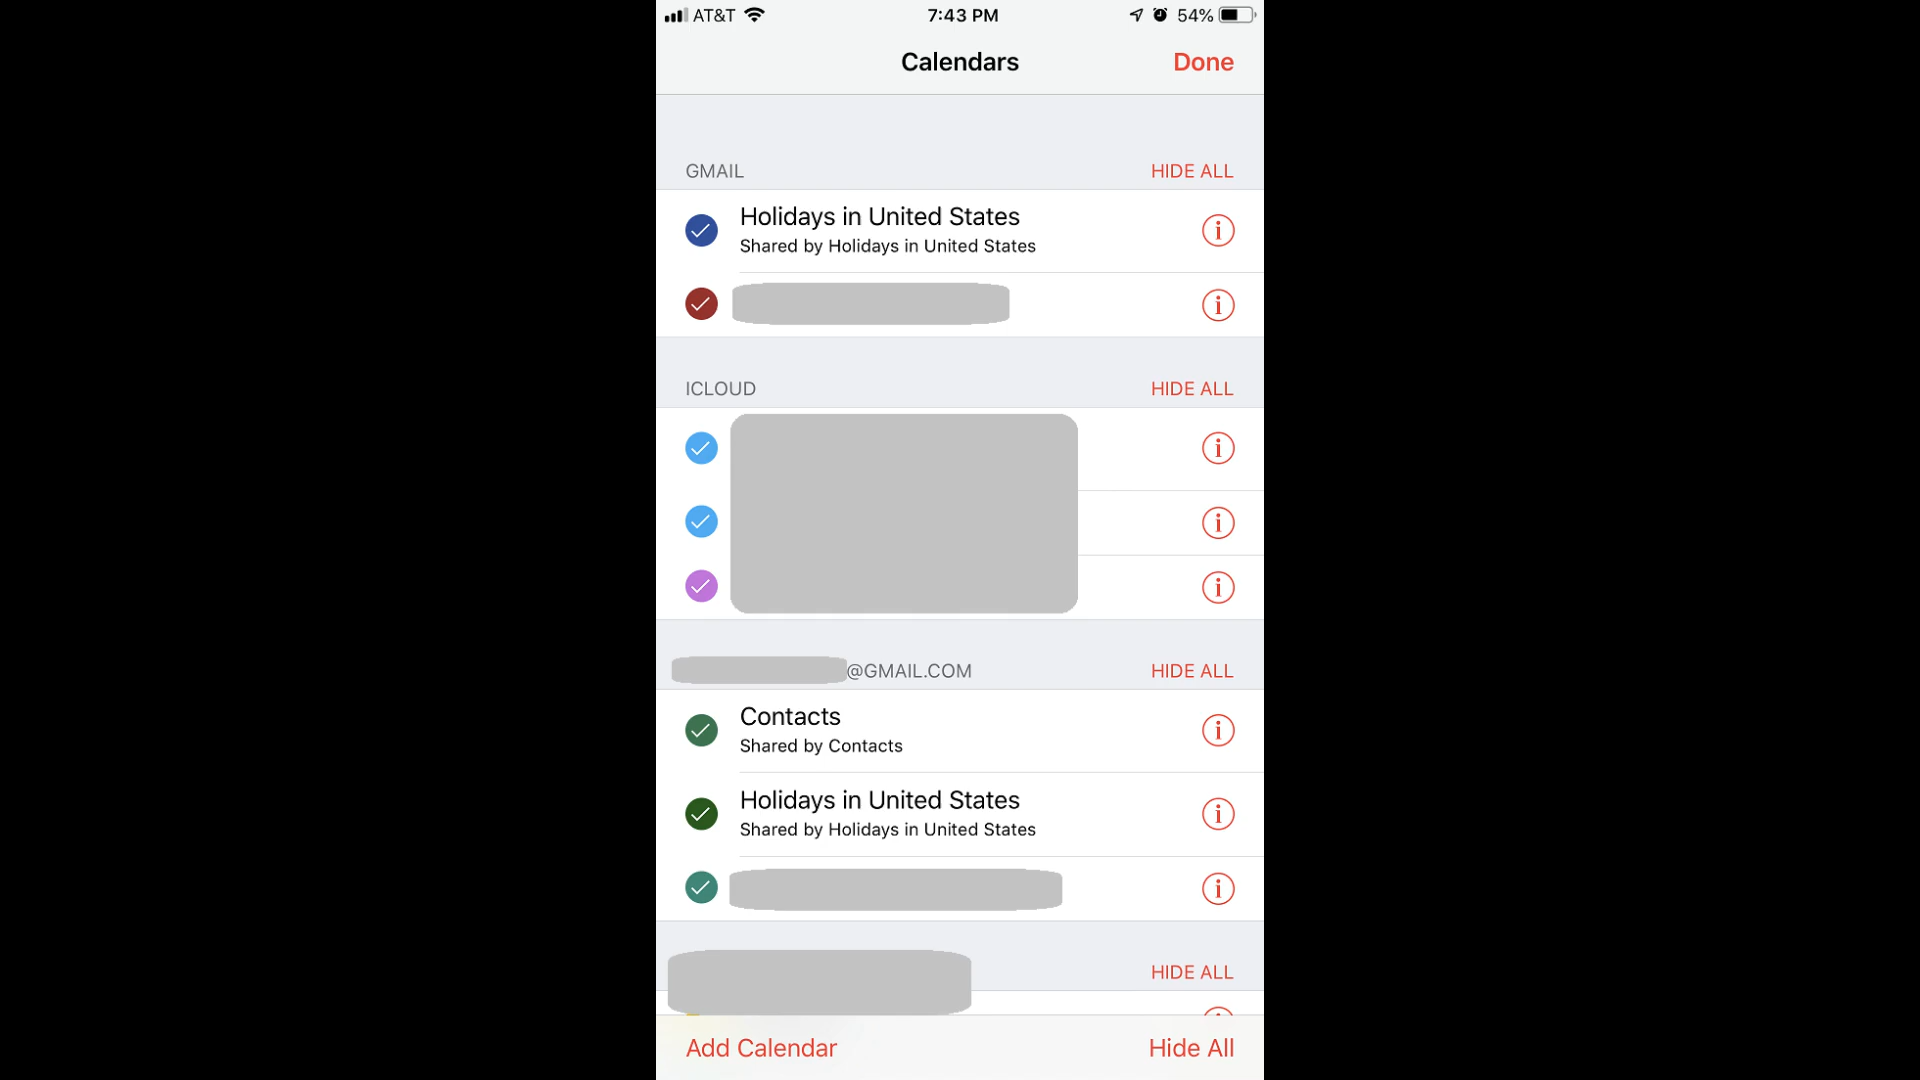 AT&T 7:43 PM 54%
Calendars Done
GMAIL HIDE ALL
Holidays in United States
Shared by Holidays in United States
ICLOUD HIDE ALL
@GMAIL.COM HIDE ALL
Contacts
Shared by Contacts
Holidays in United States
Shared by Holidays in United States
HIDE ALL
Add Calendar Hide All